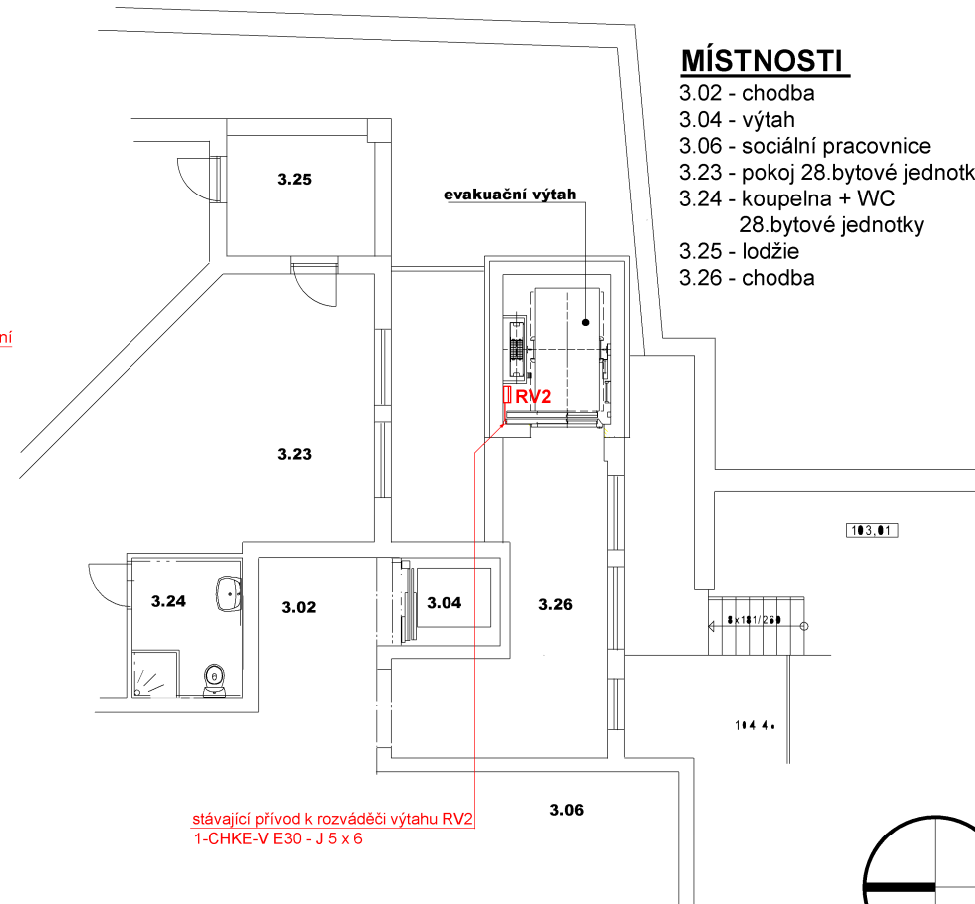 MÍSTNOSTI
3.02 - chodba
3.04 - výtah
3.06 - sociální pracovnice
3.23 - pokoj 28.bytové jednotk
3.24 - koupelna + WC
28.bytové jednotky
3.25 - lodžie
3.26 - chodba
3.25
evakuační výtah
ní
RV2
3.23
103,01
3.24
3.02
3.04
3.26
3.06
stávající přívod k rozváděči výtahu RV2
1-CHKE-V E30 - J 5 x 6